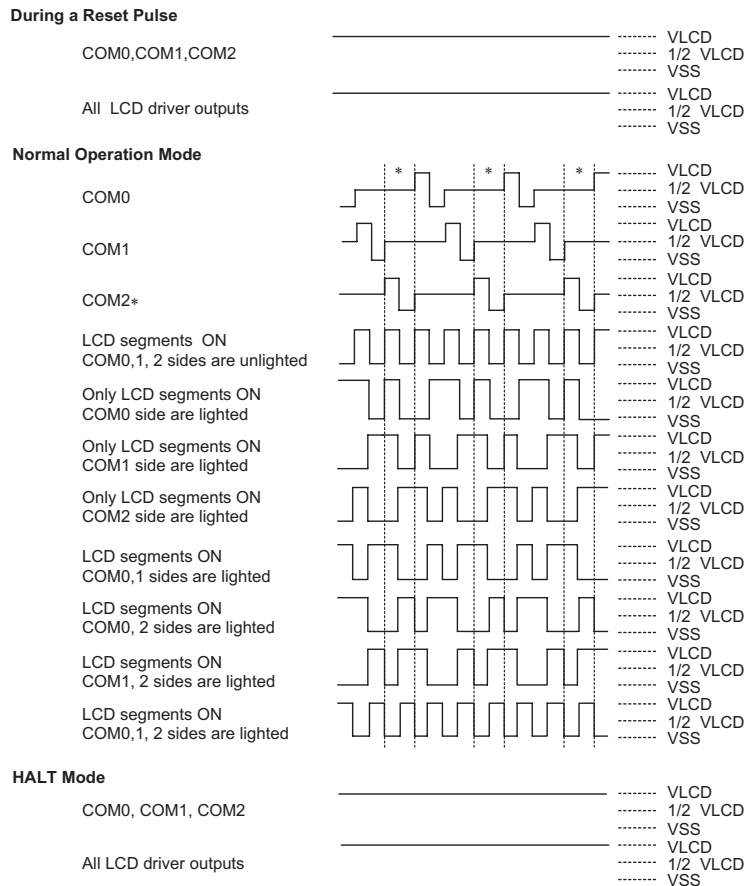 During a Reset Pulse
COM0,COM1,COM2
VLCD
1/2 VLCD
VSS
All LCD driver outputs
VLCD
1/2 VLCD
VSS
Normal Operation Mode
* * *
COM0
VLCD
1/2 VLCD
VSS
COM1
VLCD
1/2 VLCD
VSS
COM2*
VLCD
1/2 VLCD
VSS
LCD segments ON
COM0,1, 2 sides are unlighted
VLCD
1/2 VLCD
VSS
Only LCD segments ON
COM0 side are lighted
VLCD
1/2 VLCD
VSS
Only LCD segments ON
COM1 side are lighted
VLCD
1/2 VLCD
VSS
Only LCD segments ON
COM2 side are lighted
VLCD
1/2 VLCD
VSS
LCD segments ON
COM0,1 sides are lighted
VLCD
1/2 VLCD
VSS
LCD segments ON
COM0, 2 sides are lighted
VLCD
1/2 VLCD
VSS
LCD segments ON
COM1, 2 sides are lighted
VLCD
1/2 VLCD
VSS
LCD segments ON
COM0,1, 2 sides are lighted
VLCD
1/2 VLCD
VSS
HALT Mode
COM0, COM1, COM2
VLCD
1/2 VLCD
VSS
All LCD driver outputs
VLCD
1/2 VLCD
VSS